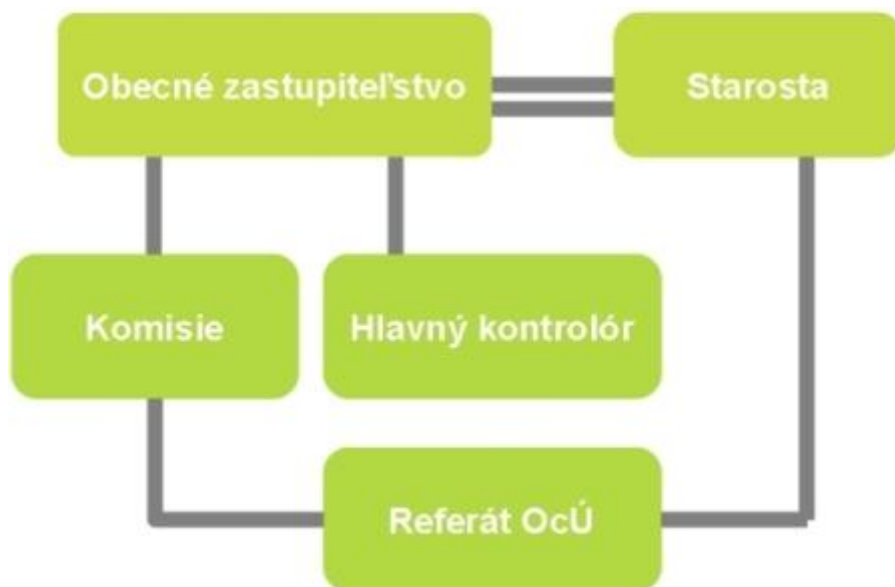 Obecné zastupiteľstvo
Starosta
Komisie
Hlavný kontrolór
Referát OcÚ